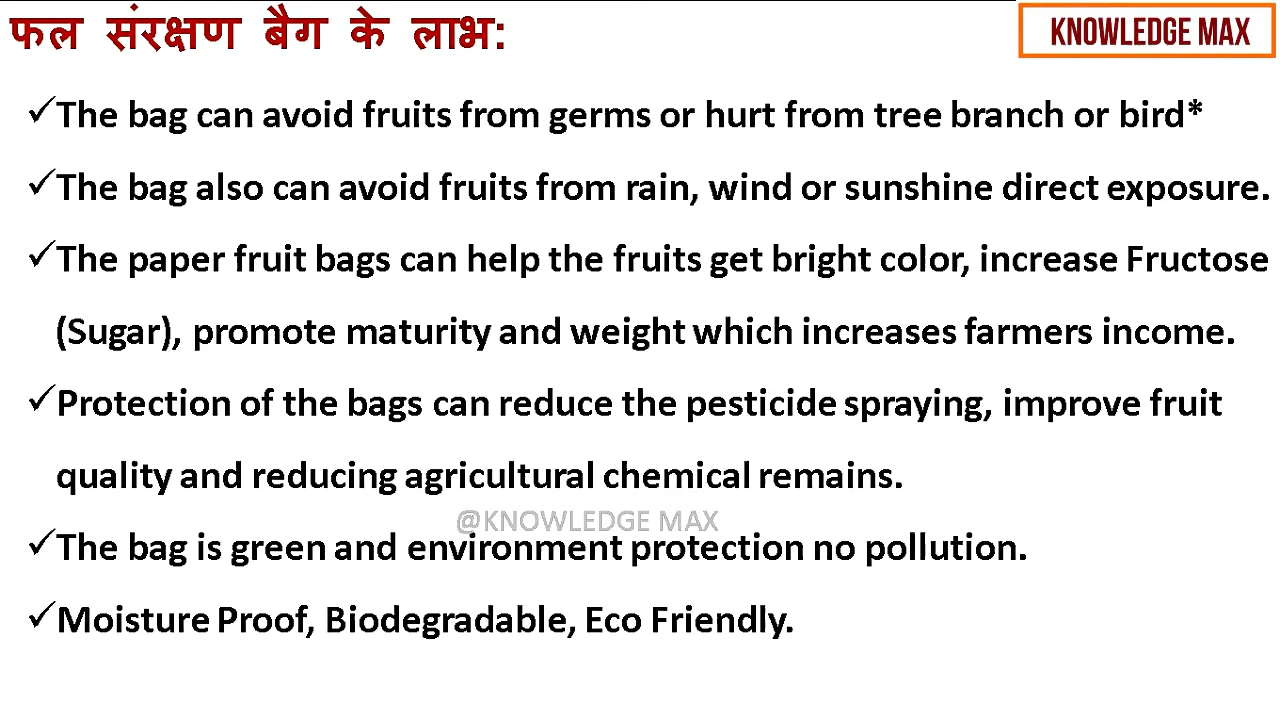 फल संरक्षण बैग के लाभ:
KNOWLEDGE MAX
✓The bag can avoid fruits from germs or hurt from tree branch or bird*
✓The bag also can avoid fruits from rain, wind or sunshine direct exposure.
✓The paper fruit bags can help the fruits get bright color, increase Fructose
(Sugar), promote maturity and weight which increases farmers income.
✓Protection of the bags can reduce the pesticide spraying, improve fruit
quality and reducing agricultural chemical remains.
@KNOWLEDGE MAX
✓The bag is green and environment protection no pollution.
✓Moisture Proof, Biodegradable, Eco Friendly.